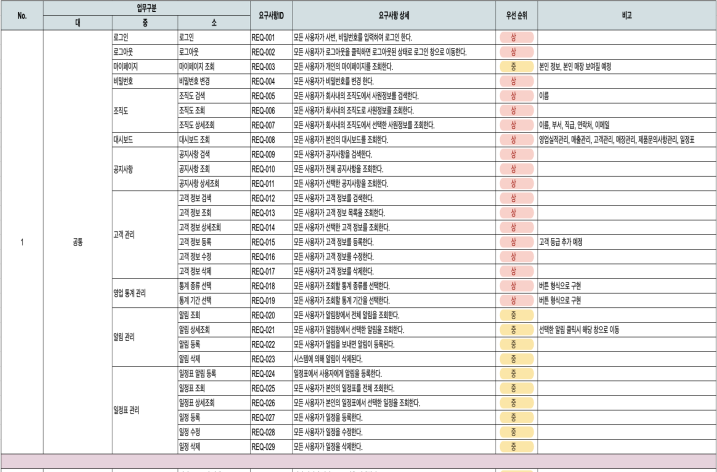 No. 업무구분 요구사항ID 요구사항 상세 우선 순위 비고
대 중 소
1 공통
로그인 로그인 REQ-001 모든 사용자가 사번, 비밀번호를 입력하여 로그인 한다. 상
로그아웃 로그아웃 REQ-002 모든 사용자가 로그아웃을 클릭하면 로그아웃된 상태로 로그인 창으로 이동한다. 상
마이페이지 마이페이지 조회 REQ-003 모든 사용자가 개인의 마이페이지를 조회한다. 중 본인 정보, 본인 매장 보여질 예정
비밀번호 비밀번호 변경 REQ-004 모든 사용자가 비밀번호를 변경 한다. 상
조직도 조직도 검색 REQ-005 모든 사용자가 회사내의 조직도에서 사원정보를 검색한다. 상 이름
조직도 조회 REQ-006 모든 사용자가 회사내의 조직도로 사원정보를 조회한다. 상
조직도 상세조회 REQ-007 모든 사용자가 회사내의 조직도에서 선택한 사원정보를 조회한다. 상 이름, 부서, 직급, 연락처, 이메일
대시보드 대시보드 조회 REQ-008 모든 사용자가 본인의 대시보드를 조회한다. 상 영업실적관리, 매출관리, 고객관리, 매장관리, 제품문의사항관리, 일정표
공지사항 공지사항 검색 REQ-009 모든 사용자가 공지사항을 검색한다. 상
공지사항 조회 REQ-010 모든 사용자가 전체 공지사항을 조회한다. 상
공지사항 상세조회 REQ-011 모든 사용자가 선택한 공지사항을 조회한다. 상
고객 관리 고객 정보 검색 REQ-012 모든 사용자가 고객 정보를 검색한다. 상
고객 정보 조회 REQ-013 모든 사용자가 고객 정보 목록을 조회한다. 상
고객 정보 상세조회 REQ-014 모든 사용자가 선택한 고객 정보를 조회한다. 상
고객 정보 등록 REQ-015 모든 사용자가 고객 정보를 등록한다. 상 고객 등급 추가 예정
고객 정보 수정 REQ-016 모든 사용자가 고객 정보를 수정한다. 상
고객 정보 삭제 REQ-017 모든 사용자가 고객 정보를 삭제한다. 상
영업 통계 관리 통계 종류 선택 REQ-018 모든 사용자가 조회할 통계 종류를 선택한다. 상 버튼 형식으로 구현
통계 기간 선택 REQ-019 모든 사용자가 조회할 통계 기간을 선택한다. 상 버튼 형식으로 구현
알림 관리 알림 조회 REQ-020 모든 사용자가 알림창에서 전체 알림을 조회한다. 중
알림 상세조회 REQ-021 모든 사용자가 알림창에서 선택한 알림을 조회한다. 중 선택한 알림 클릭시 해당 창으로 이동
알림 등록 REQ-022 모든 사용자가 알림을 보내면 알림이 등록된다. 중
알림 삭제 REQ-023 시스템에 의해 알림이 삭제된다. 중
일정표 관리 일정표 알림 등록 REQ-024 일정표에서 사용자에게 알림을 등록한다. 중
일정표 조회 REQ-025 모든 사용자가 본인의 일정표를 전체 조회한다. 중
일정표 상세조회 REQ-026 모든 사용자가 본인의 일정표에서 선택한 일정을 조회한다. 중
일정 등록 REQ-027 모든 사용자가 일정을 등록한다. 중
일정 수정 REQ-028 모든 사용자가 일정을 수정한다. 중
일정 삭제 REQ-029 모든 사용자가 일정을 삭제한다. 중